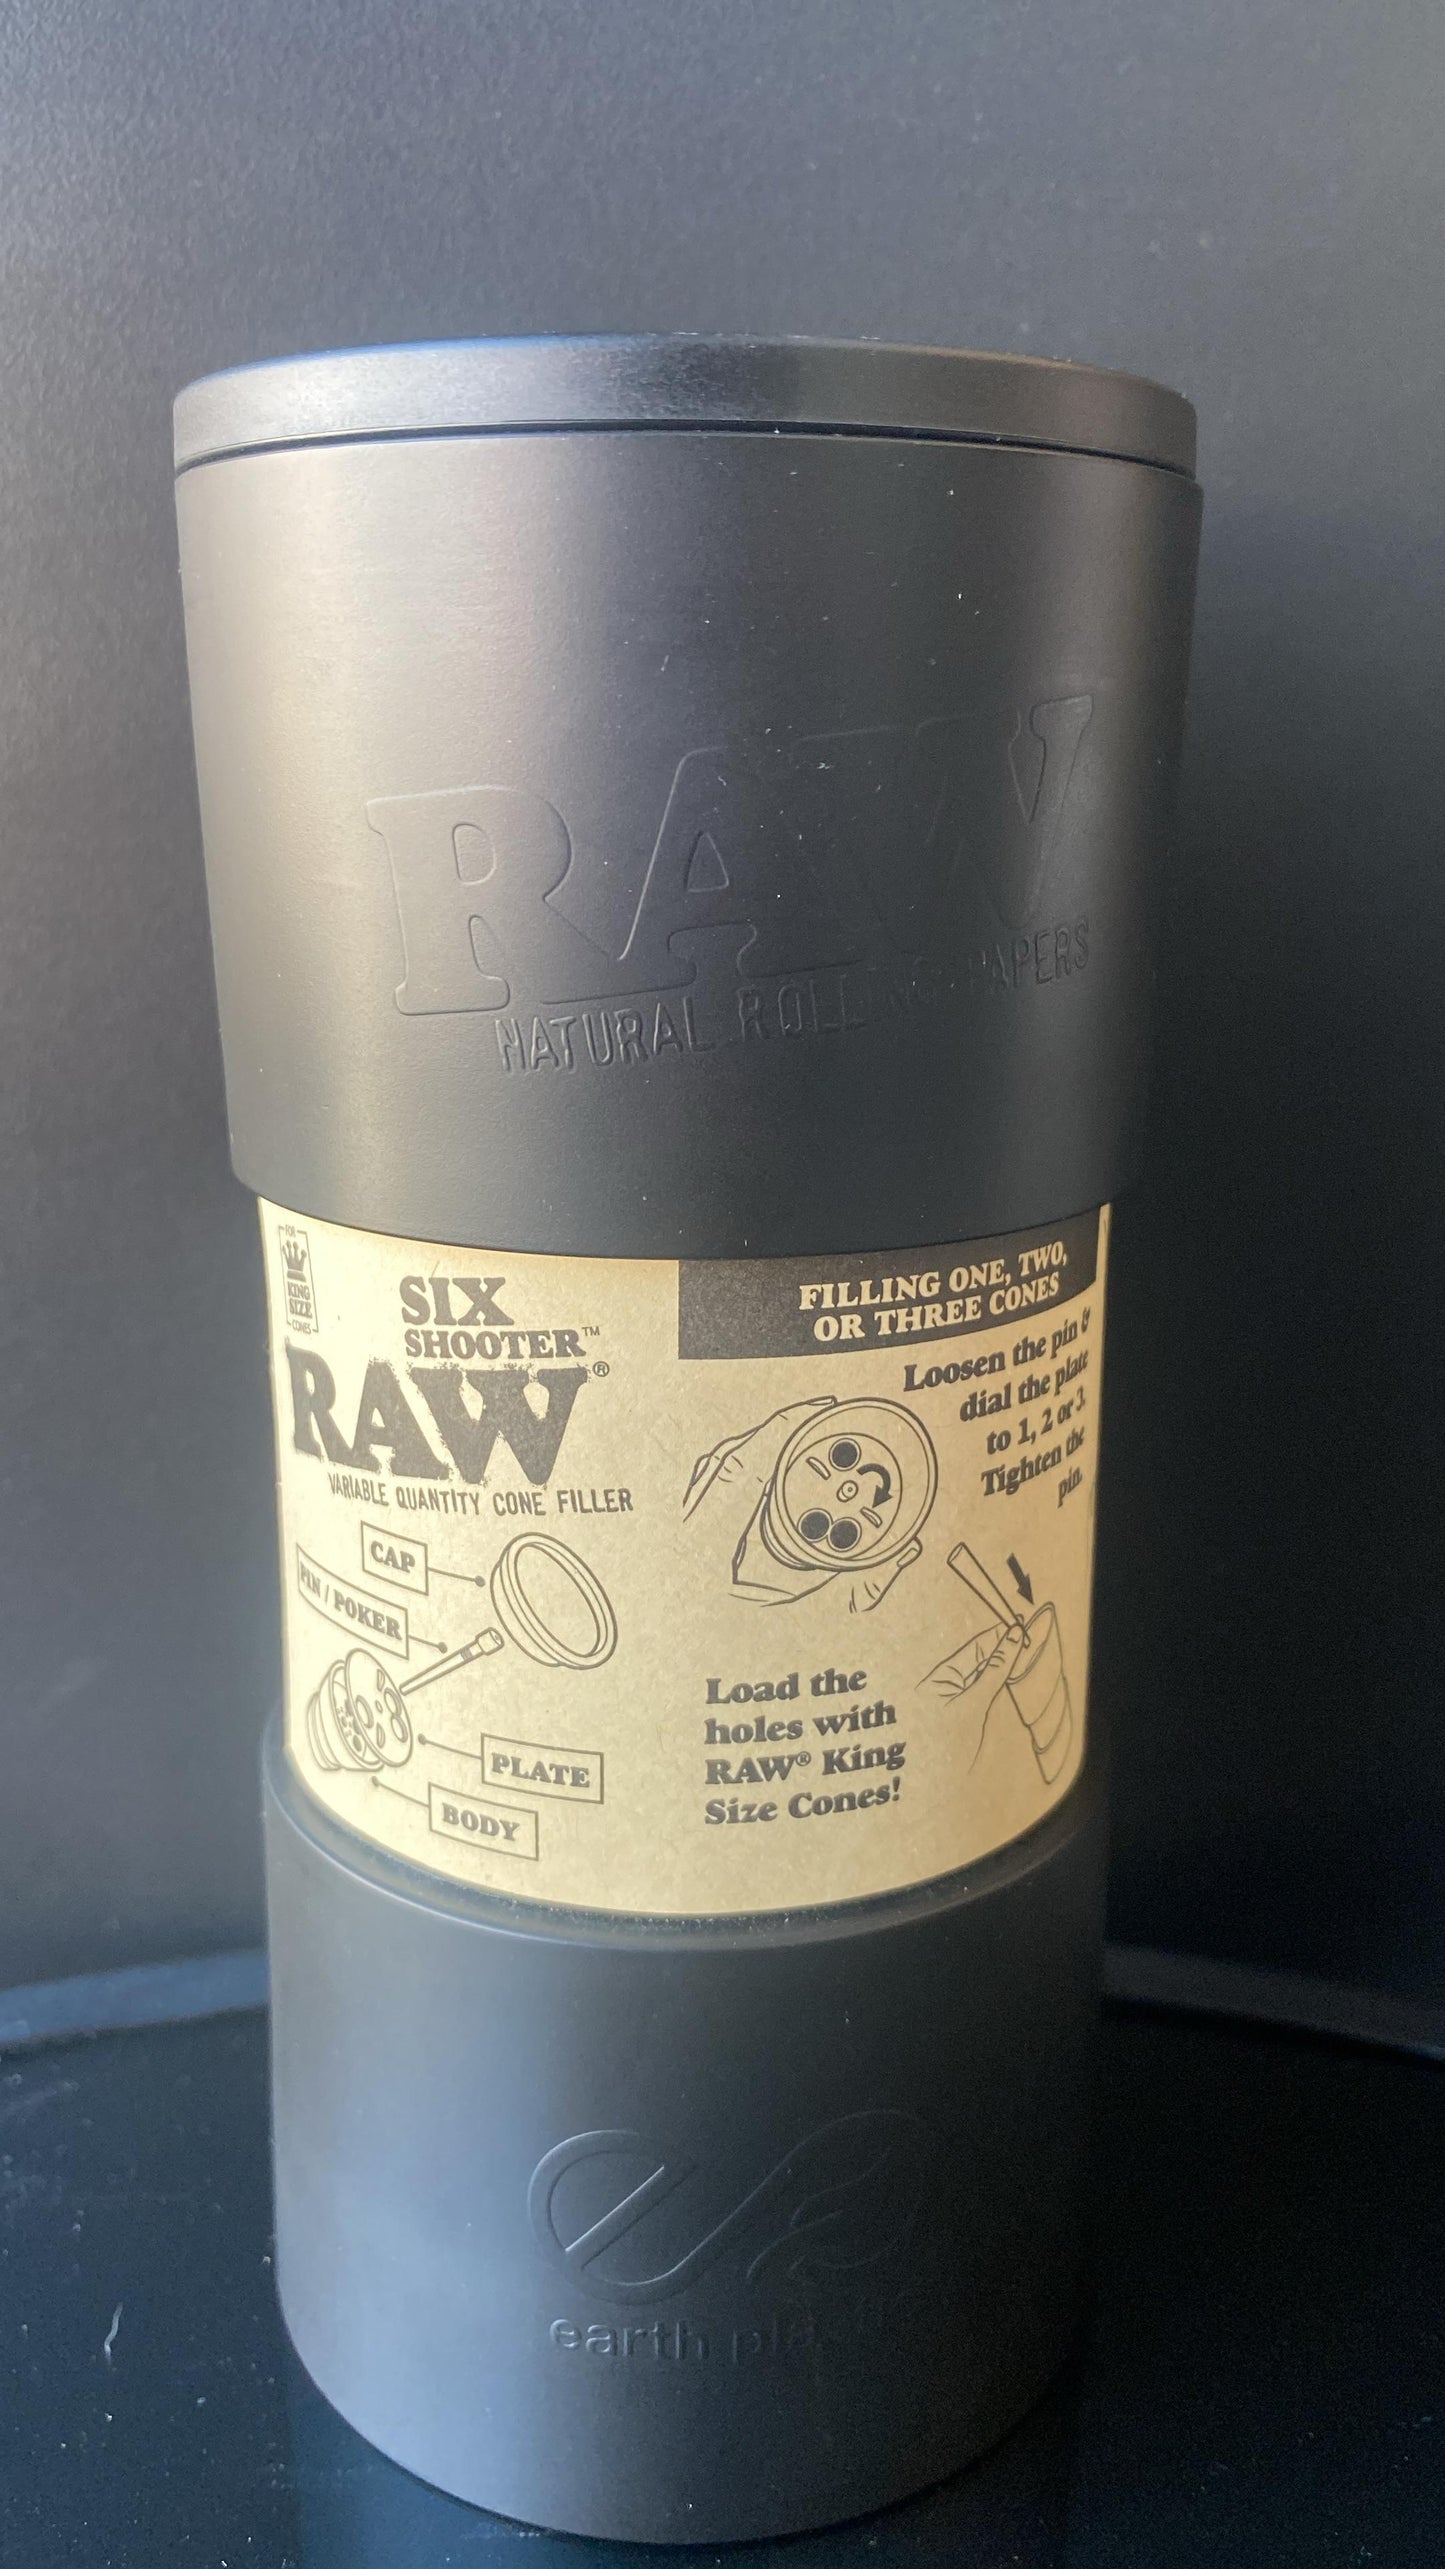 RAW
NATURAL ROLLING PAPERS
FOR
KING
SIZE
CONES
SIX
SHOOTER™
RAW®
VARIABLE QUANTITY CONE FILLER
CAP
PIN / POKER
PLATE
BODY
FILLING ONE, TWO,
OR THREE CONES
Loosen the pin &
dial the plate
to 1, 2 or 3.
Tighten the
pin.
Load the
holes with
RAW® King
Size Cones!
earth